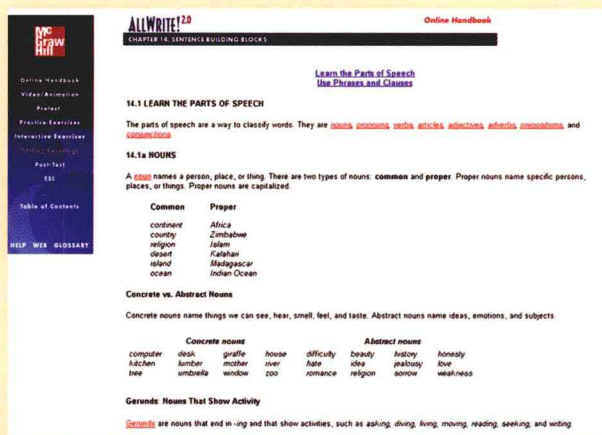 Mc
Graw
Hill
Online Handbook
Video/Animation
Pretest
Practice Exercises
Interactive Exercises
Post-Test
ESL
Table of Contents
HELP WEB GLOSSARY
ALLWRITE! 2.0
Online Handbook
CHAPTER 14: SENTENCE BUILDING BLOCKS
Learn the Parts of Speech
Use Phrases and Clauses
14.1 LEARN THE PARTS OF SPEECH
The parts of speech are a way to classify words. They are nouns, pronouns, verbs, articles, adjectives, adverbs, prepositions, and
conjunctions.
14.1a NOUNS
A noun names a person, place, or thing. There are two types of nouns: common and proper. Proper nouns name specific persons,
places, or things. Proper nouns are capitalized.
Common Proper
continent Africa
country Zimbabwe
religion Islam
desert Kalahari
island Madagascar
ocean Indian Ocean
Concrete vs. Abstract Nouns
Concrete nouns name things we can see, hear, smell, feel, and taste. Abstract nouns name ideas, emotions, and subjects.
Concrete nouns Abstract nouns
computer desk giraffe house difficulty beauty history honesty
kitchen lumber mother river hate idea jealousy love
tree umbrella window zoo romance religion sorrow weakness
Gerunds: Nouns That Show Activity
Gerunds are nouns that end in -ing and that show activities, such as asking, diving, living, moving, reading, seeking, and writing.